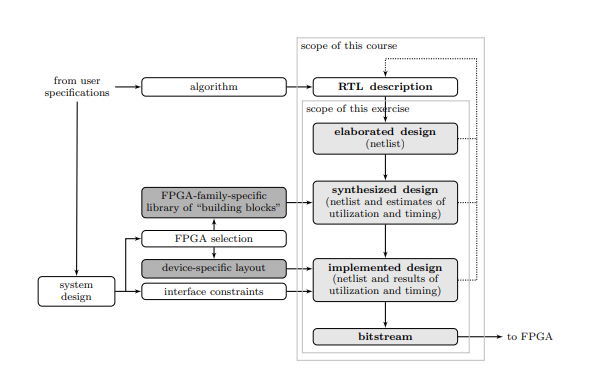 scope of this course
from user
specifications
algorithm
RTL description
scope of this exercise
elaborated design
(netlist)
FPGA-family-specific
library of “building blocks”
synthesized design
(netlist and estimates of
utilization and timing)
FPGA selection
device-specific layout
implemented design
(netlist and results of
utilization and timing)
system
design
interface constraints
bitstream
to FPGA